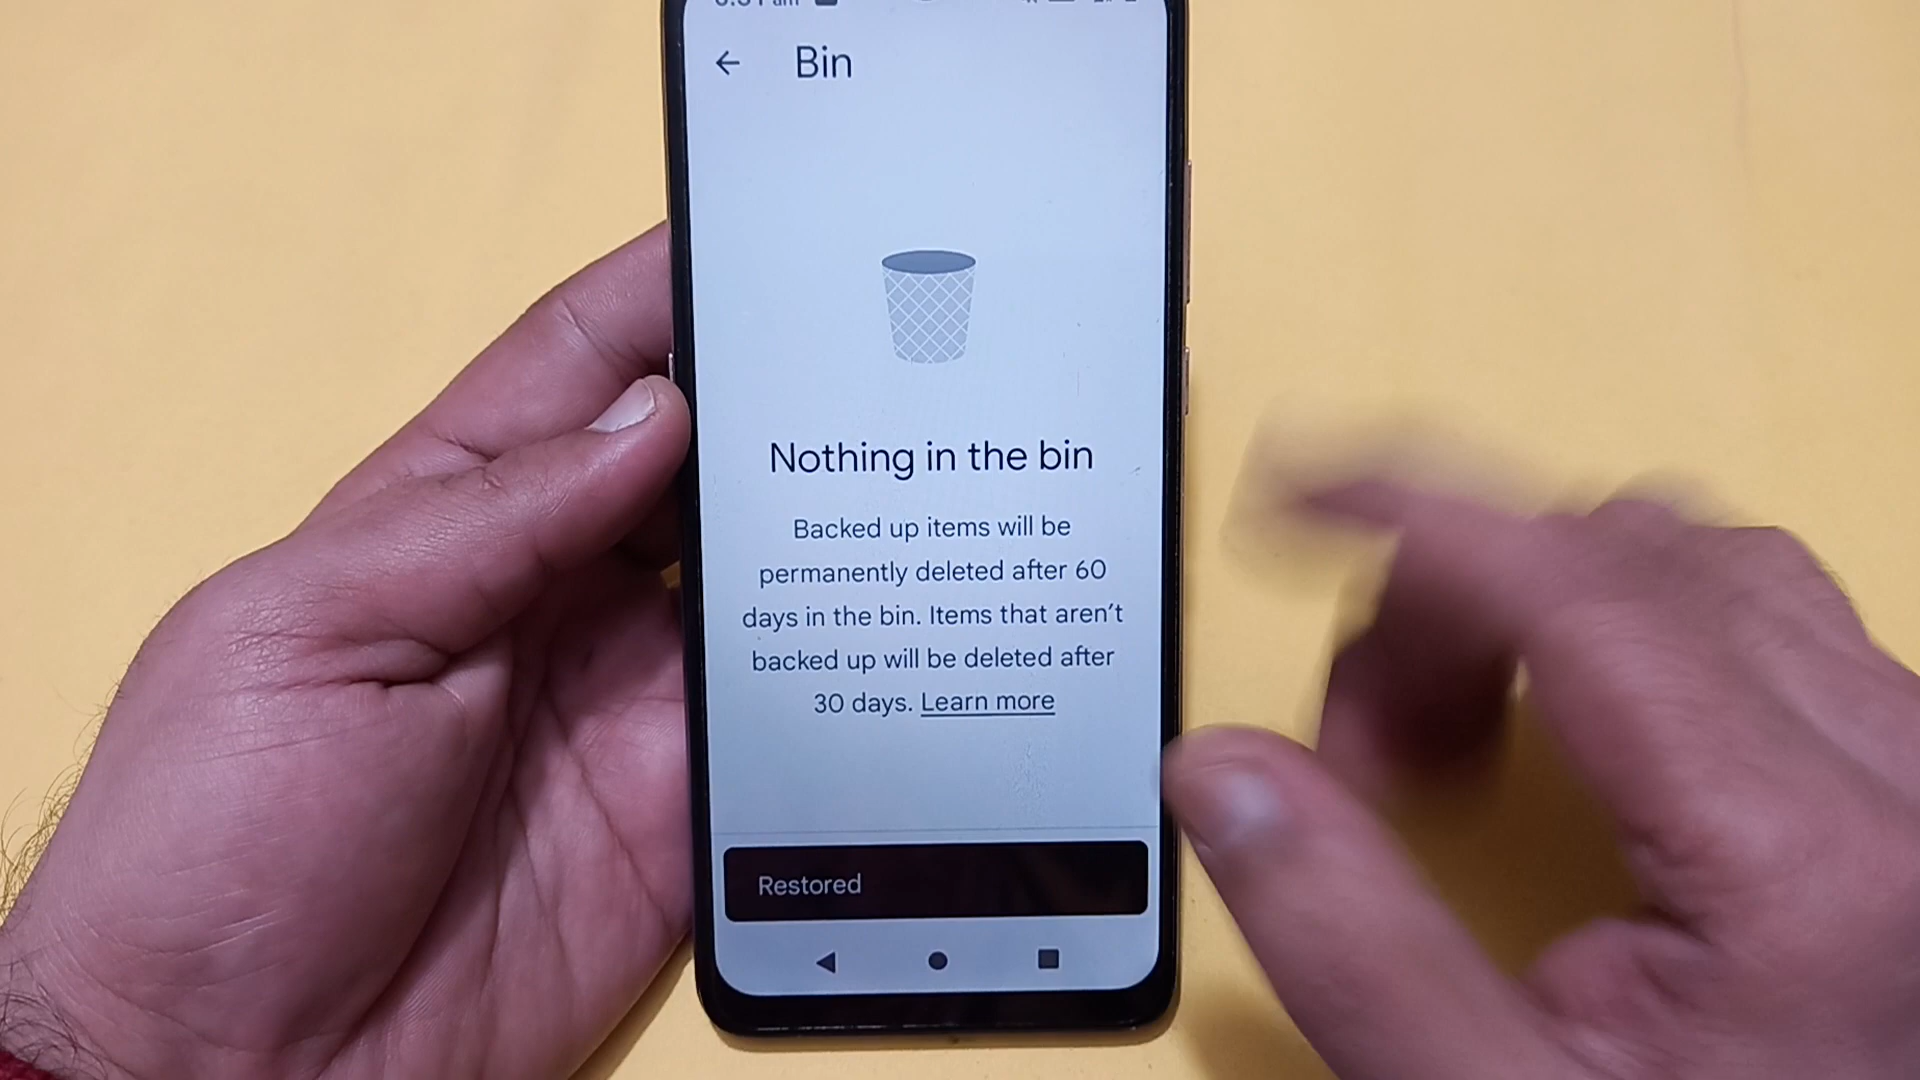 Bin
Nothing in the bin
Backed up items will be
permanently deleted after 60
days in the bin. Items that aren't
backed up will be deleted after
30 days. Learn more
Restored